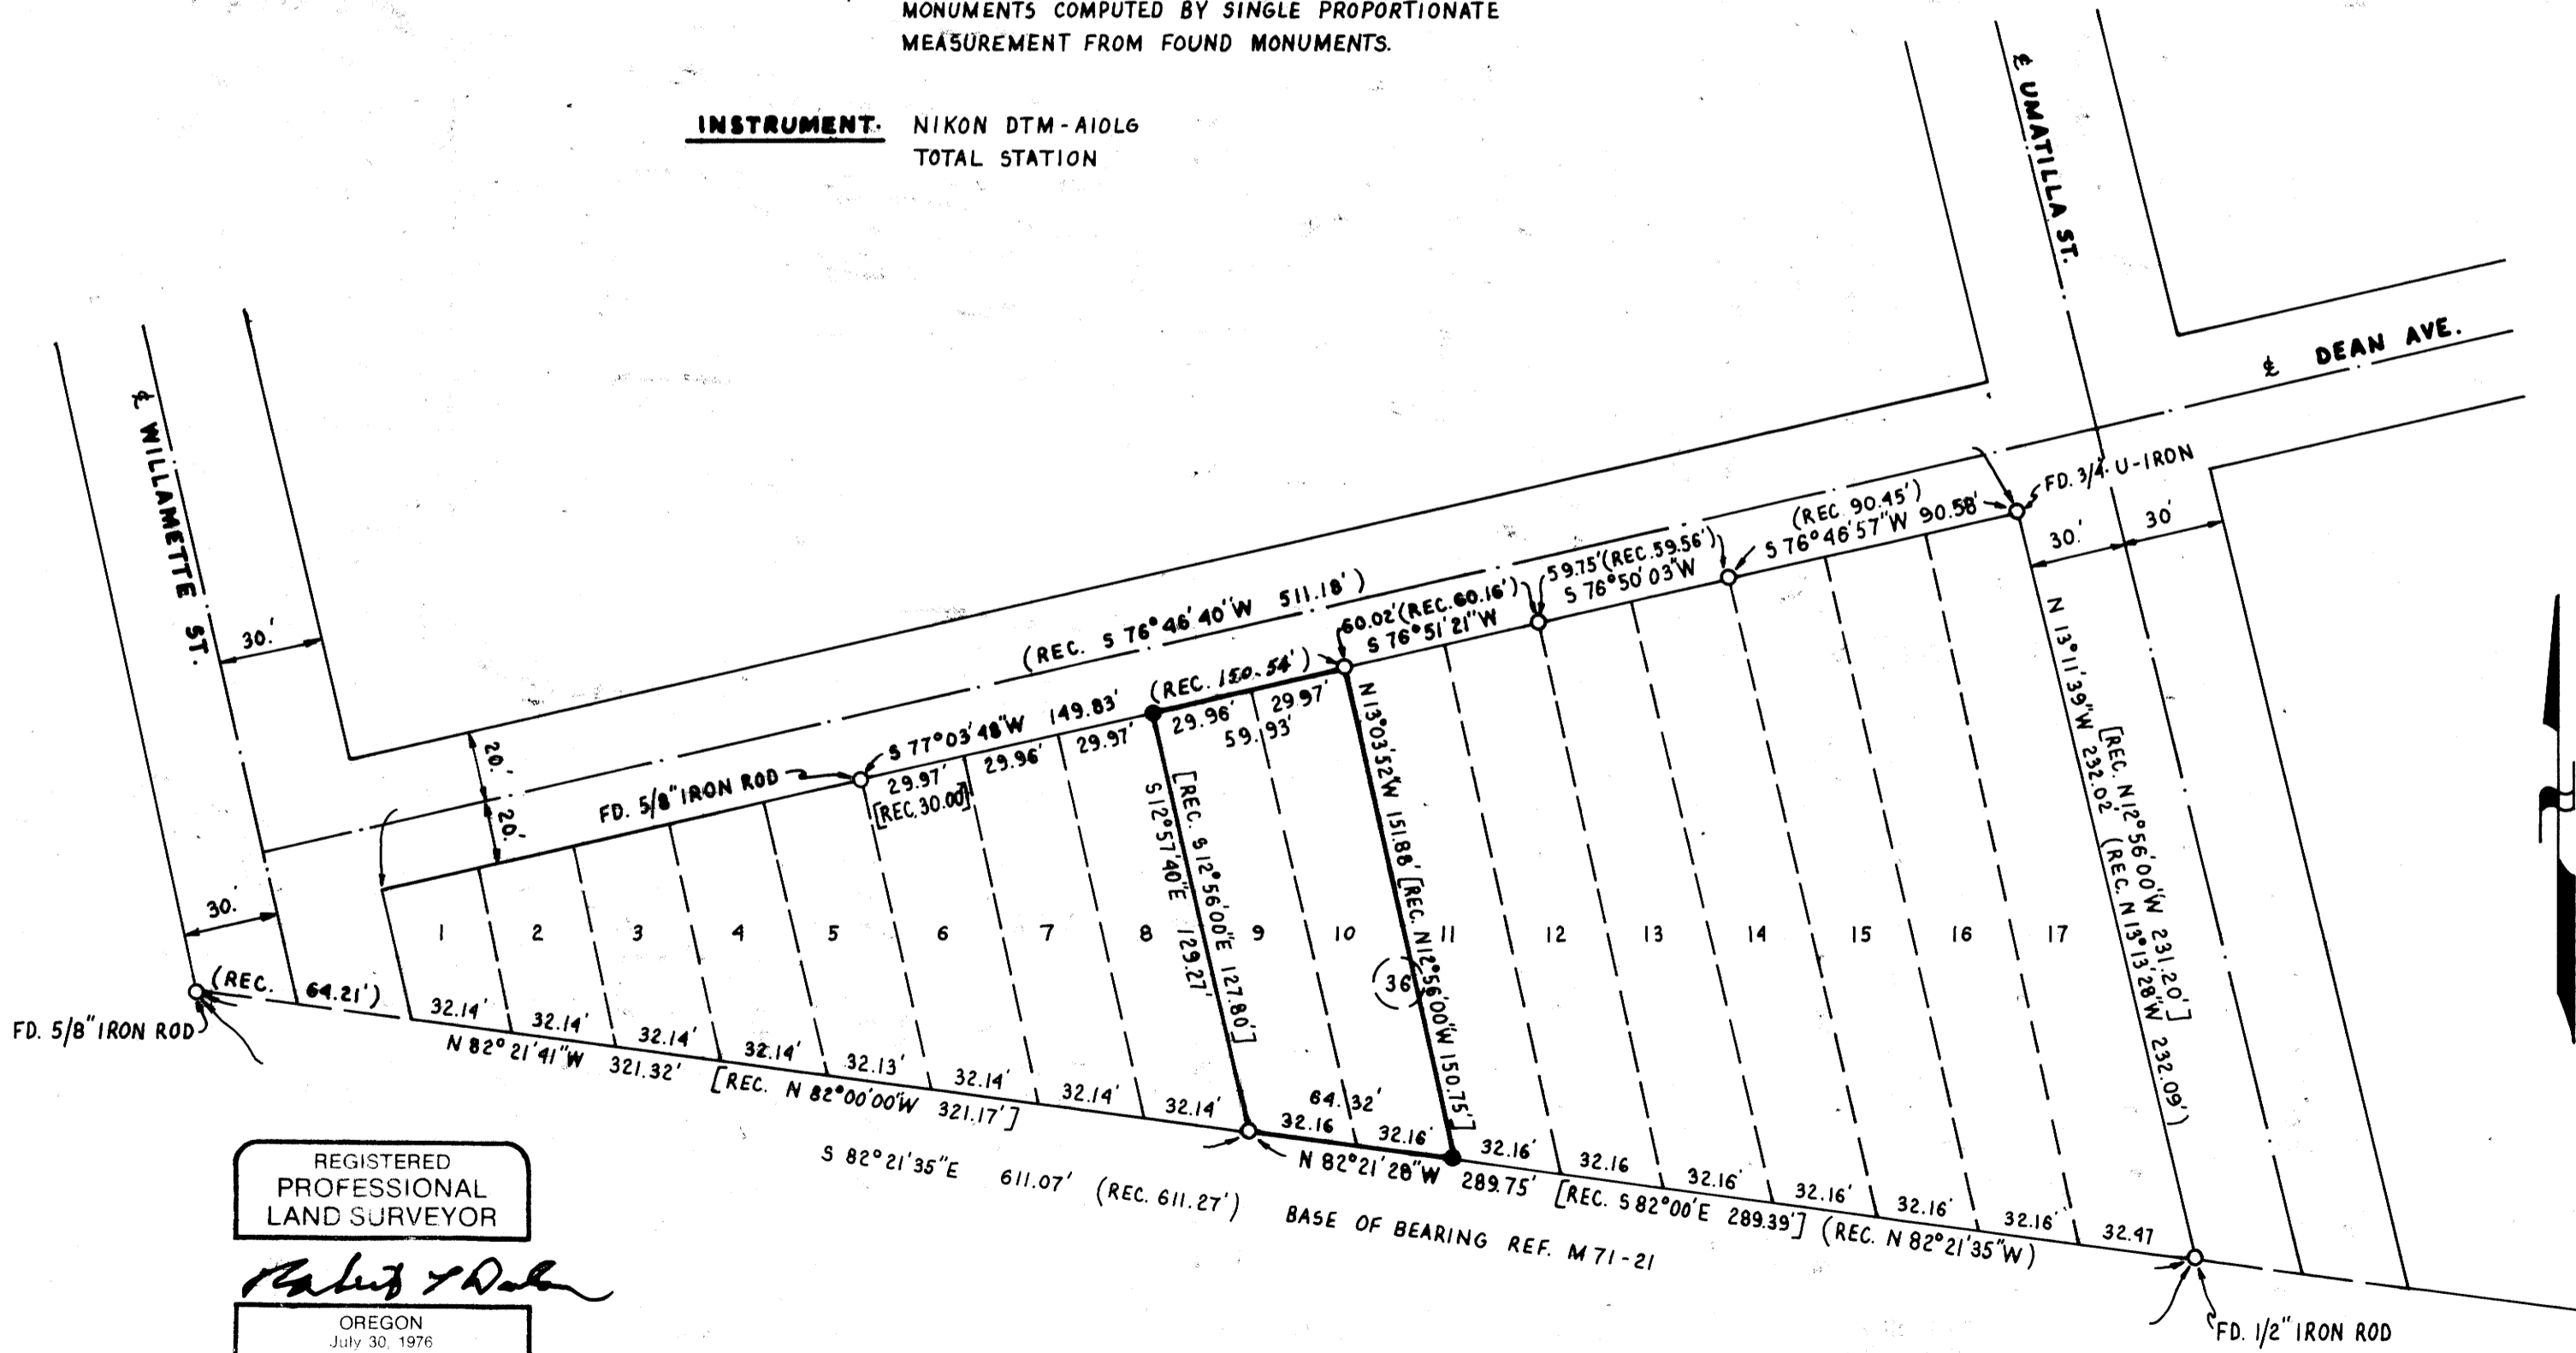 MONUMENTS COMPUTED BY SINGLE PROPORTIONATE
MEASUREMENT FROM FOUND MONUMENTS.
INSTRUMENT. NIKON DTM-A10LG
TOTAL STATION
℄ UMATILLA ST.
℄ DEAN AVE.
℄ WILLAMETTE ST.
FD. 3/4 U-IRON
30.'
30'
(REC. 90.45')
S 76°46'57"W 90.58'
59.75' (REC. 59.56')
S 76°50'03"W
60.02' (REC. 60.16')
S 76°51'21"W
(REC. S 76°46'40"W 511.18')
(REC. 150.54')
S 77°03'48"W 149.83'
30.'
20.'
20.'
FD. 5/8" IRON ROD
29.97'
[REC. 30.00']
29.96'
29.97'
29.96'
29.97'
59.93'
[REC. S 12°56'00"E 127.80']
S 12°57'40"E 129.27'
N 13°03'52"W 151.88' [REC. N 12°56'00"W 150.75']
N 13°11'39"W 232.02' (REC. N 13°13'28"W 232.09')
[REC. N 12°56'00"W 231.20']
30.'
1 2 3 4 5 6 7 8 9 10 11 12 13 14 15 16 17
36
(REC. 64.21')
FD. 5/8" IRON ROD
32.14' 32.14' 32.14' 32.14' 32.13' 32.14' 32.14' 32.14'
64.32'
32.16 32.16' 32.16' 32.16 32.16' 32.16' 32.16' 32.16' 32.47
N 82°21'41"W 321.32' [REC. N 82°00'00"W 321.17']
N 82°21'28"W 289.75' [REC. S 82°00'E 289.39'] (REC. N 82°21'35"W)
S 82°21'35"E 611.07' (REC. 611.27') BASE OF BEARING REF. M 71-21
FD. 1/2" IRON ROD
REGISTERED
PROFESSIONAL
LAND SURVEYOR
OREGON
July 30, 1976